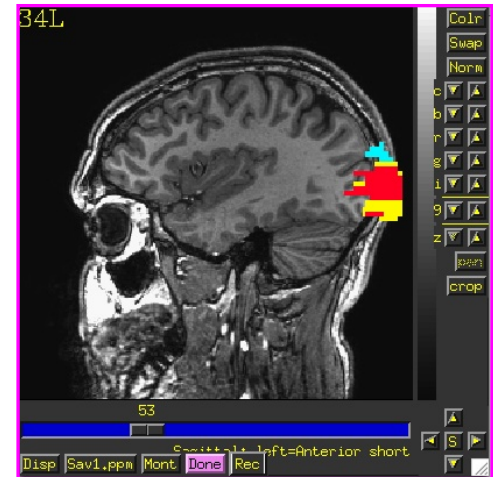 34L
Colr
Swap
Norm
c
b
r
g
i
9
z
crop
53
Sagittal: left=Anterior short
S
Disp Sav1.ppm Mont Done Rec